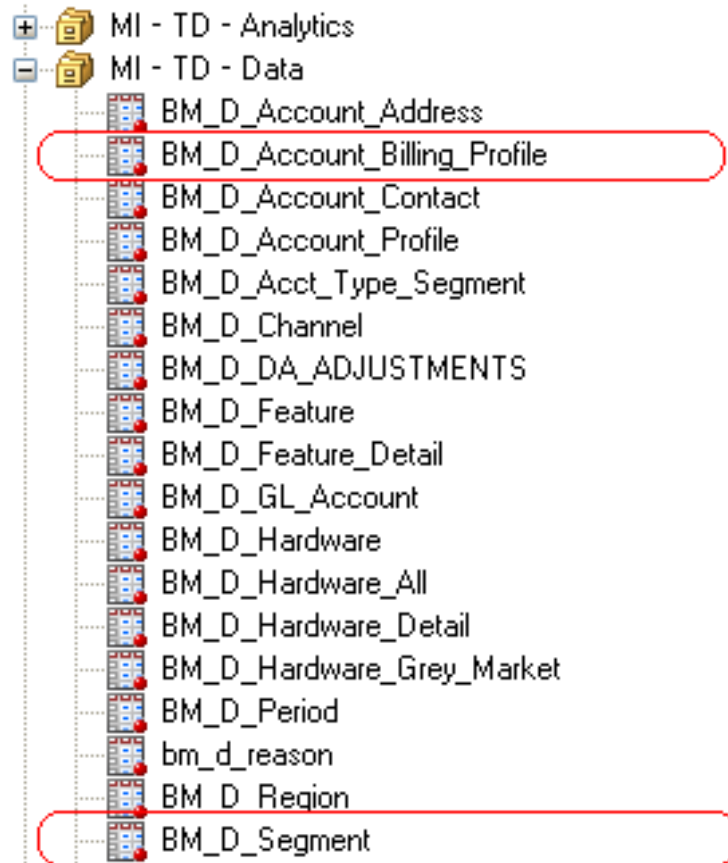 MI - TD - Analytics
MI - TD - Data
BM_D_Account_Address
BM_D_Account_Billing_Profile
BM_D_Account_Contact
BM_D_Account_Profile
BM_D_Acct_Type_Segment
BM_D_Channel
BM_D_DA_ADJUSTMENTS
BM_D_Feature
BM_D_Feature_Detail
BM_D_GL_Account
BM_D_Hardware
BM_D_Hardware_All
BM_D_Hardware_Detail
BM_D_Hardware_Grey_Market
BM_D_Period
bm_d_reason
BM_D_Region
BM_D_Segment